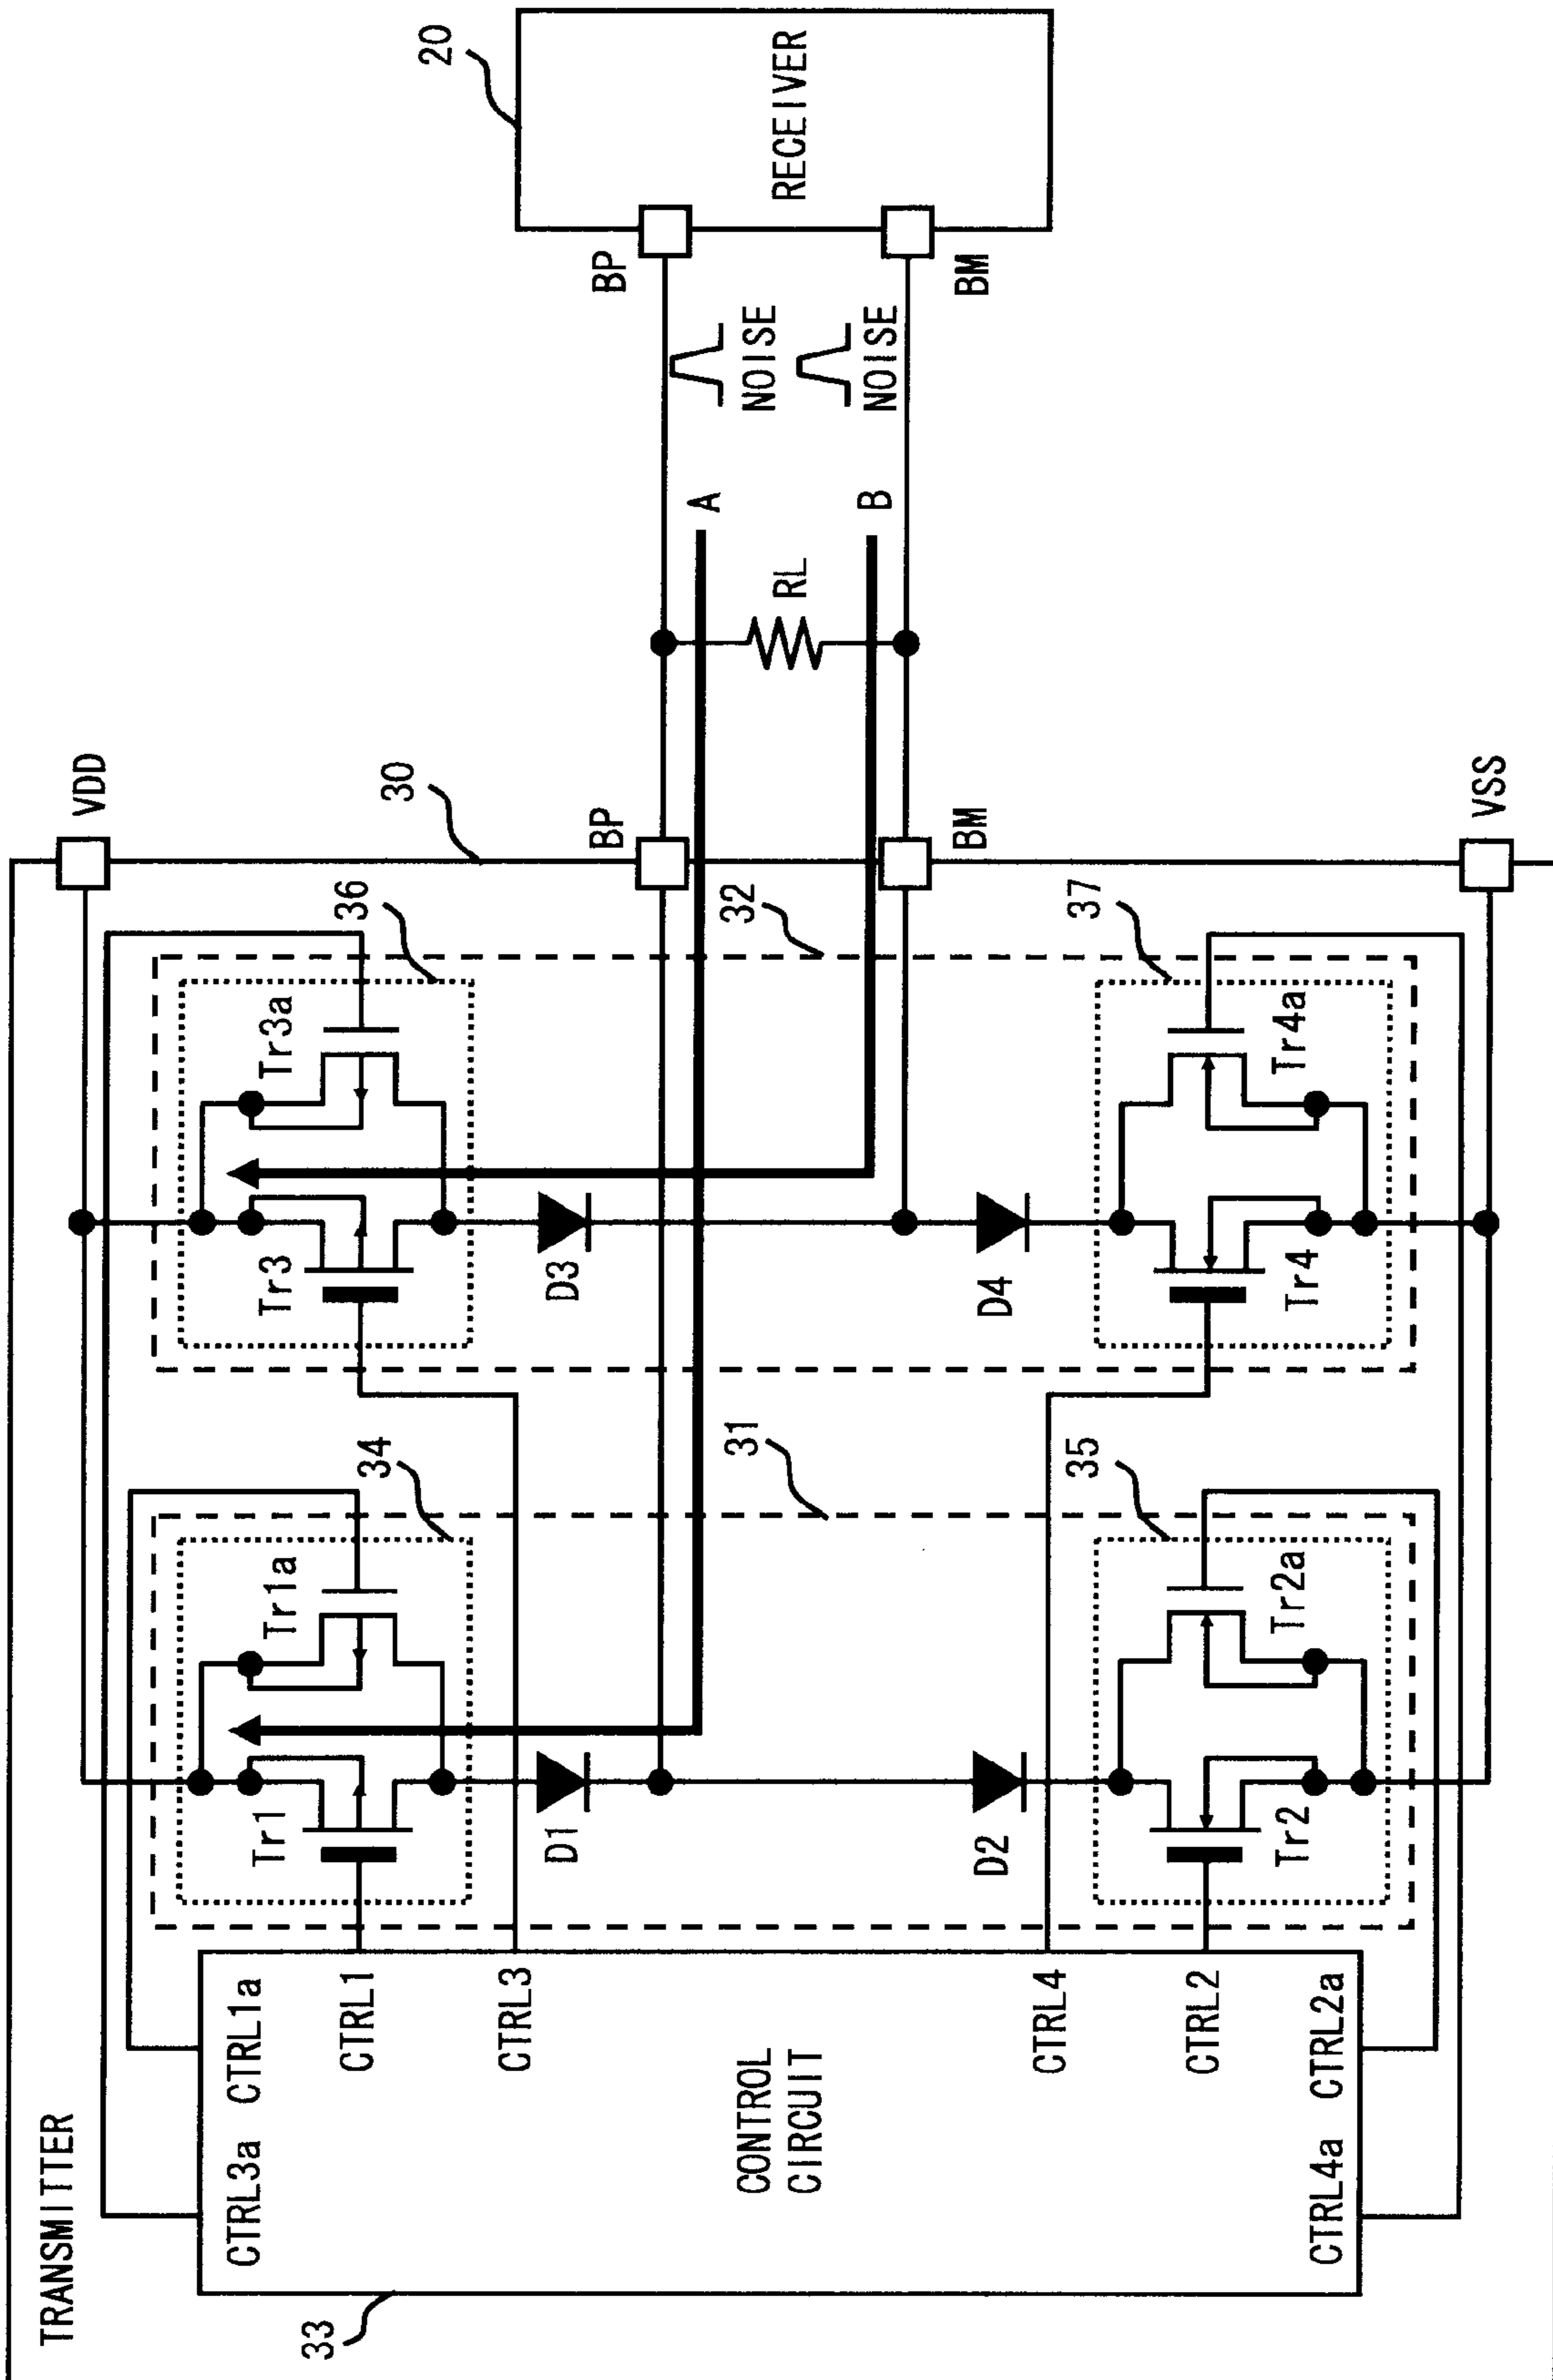 TRANSMITTER
33
CTRL3a
CTRL1a
CTRL1
CTRL3
CONTROL
CIRCUIT
CTRL4
CTRL2
CTRL4a
CTRL2a
31
34
Tr1
Tr1a
D1
D2
35
Tr2
Tr2a
32
36
Tr3
Tr3a
D3
D4
37
Tr4
Tr4a
VDD
30
BP
BM
VSS
A
B
RL
NOISE
NOISE
BP
BM
20
RECEIVER